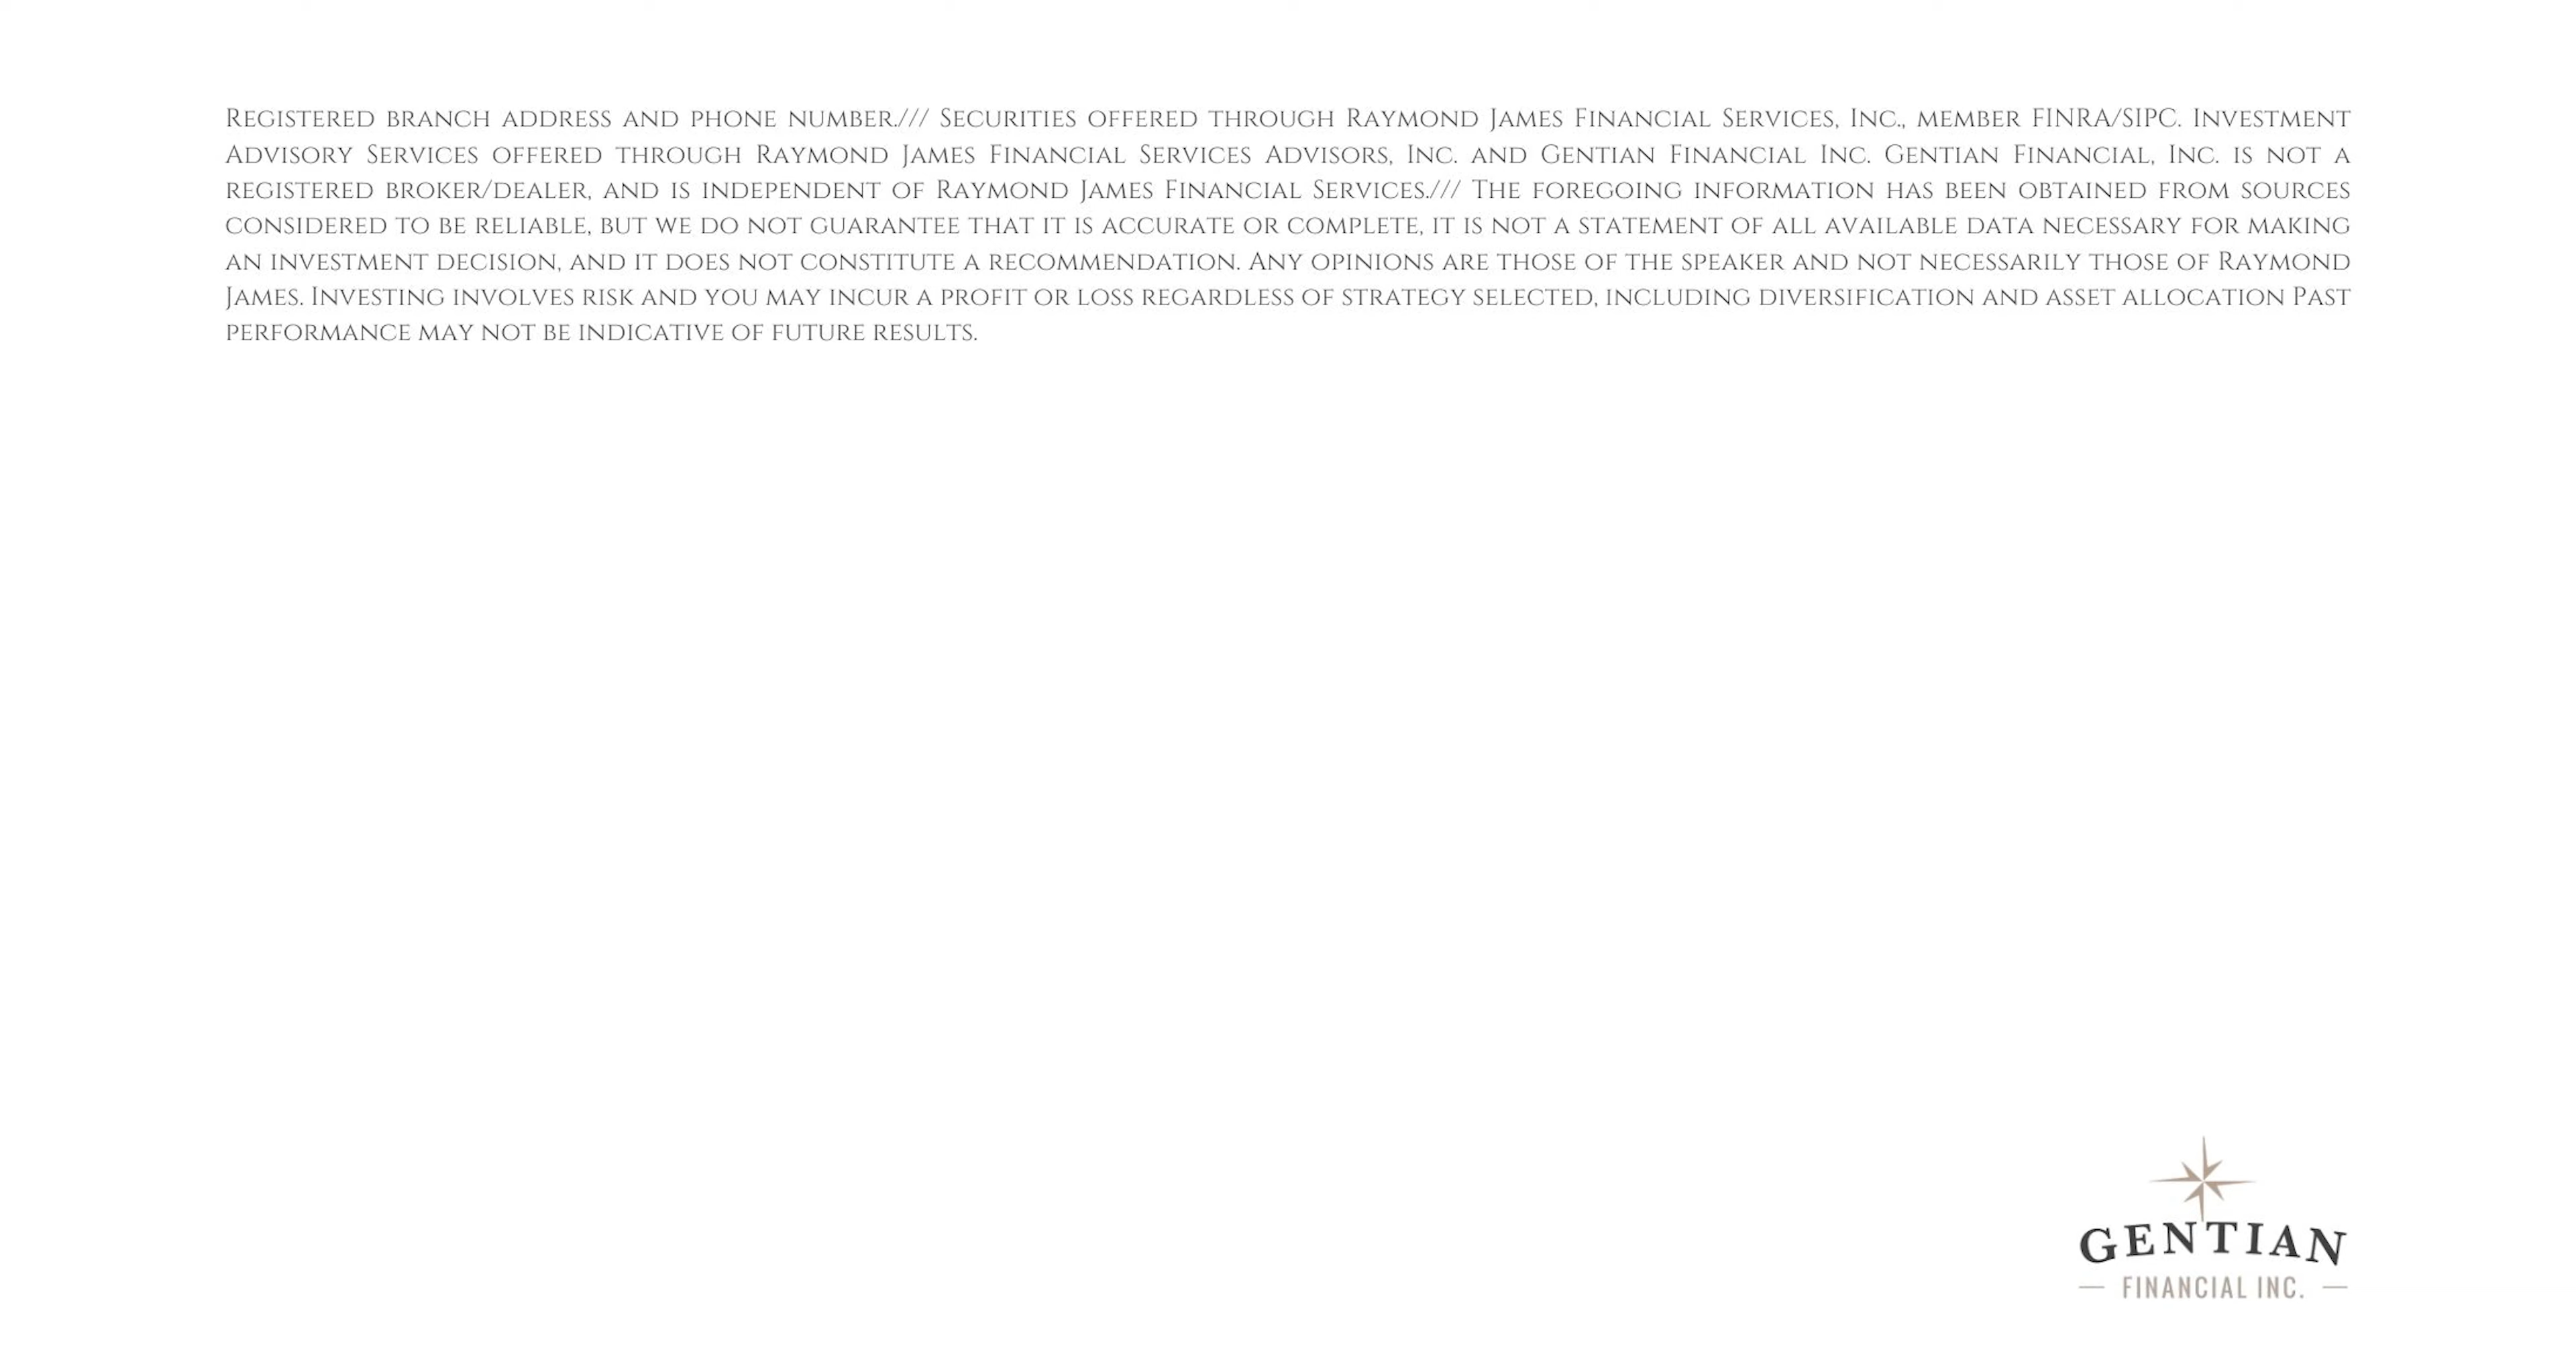 Registered branch address and phone number./// Securities offered through Raymond James Financial Services, Inc., member FINRA/SIPC. Investment
Advisory Services offered through Raymond James Financial Services Advisors, Inc. and Gentian Financial Inc. Gentian Financial, Inc. is not a
registered broker/dealer, and is independent of Raymond James Financial Services./// The foregoing information has been obtained from sources
considered to be reliable, but we do not guarantee that it is accurate or complete, it is not a statement of all available data necessary for making
an investment decision, and it does not constitute a recommendation. Any opinions are those of the speaker and not necessarily those of Raymond
James. Investing involves risk and you may incur a profit or loss regardless of strategy selected, including diversification and asset allocation Past
performance may not be indicative of future results.
GENTIAN
— FINANCIAL INC. —